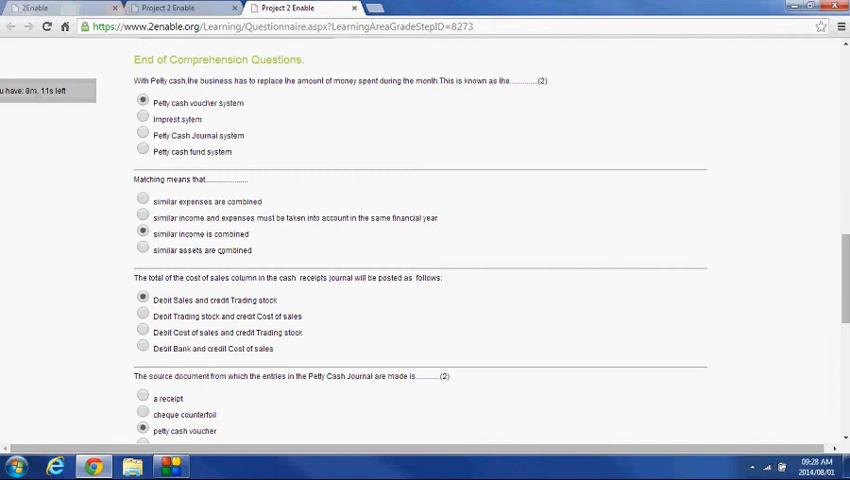 2Enable
Project 2 Enable
Project 2 Enable
https://www.2enable.org/Learning/Questionnaire.aspx?LearningAreaGradeStepID=8273
End of Comprehension Questions.
u have: 8m, 11s left
With Petty cash,the business has to replace the amount of money spent during the month.This is known as the.............(2)
Petty cash voucher system
Imprest sytem
Petty Cash Journal system
Petty cash fund system
Matching means that....................
similar expenses are combined
similar income and expenses must be taken into account in the same financial year
similar income is combined
similar assets are combined
The total of the cost of sales column in the cash receipts journal will be posted as follows:
Debit Sales and credit Trading stock
Debit Trading stock and credit Cost of sales
Debit Cost of sales and credit Trading stock
Debit Bank and credit Cost of sales
The source document from which the entries in the Petty Cash Journal are made is...........(2)
a receipt
cheque counterfoil
petty cash voucher
09:28 AM
2014/08/01